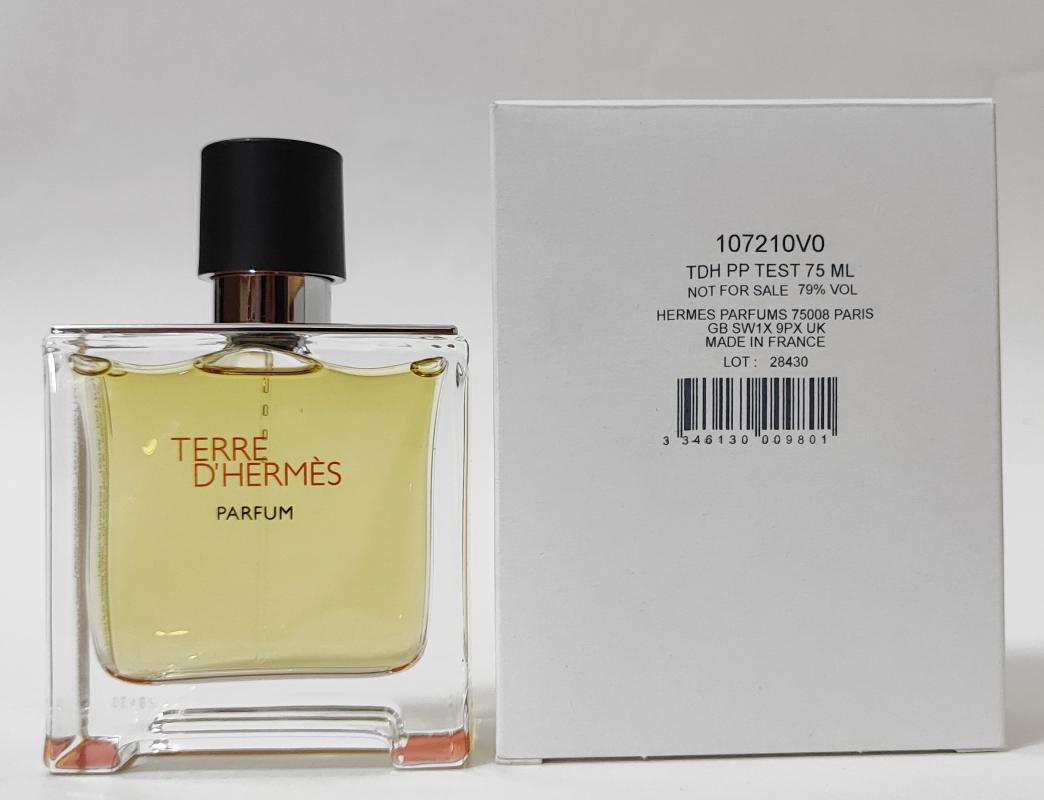 TERRE
D'HERMÈS
PARFUM
107210V0
TDH PP TEST 75 ML
NOT FOR SALE 79% VOL
HERMES PARFUMS 75008 PARIS
GB SW1X 9PX UK
MADE IN FRANCE
LOT : 28430
3 346130 009801